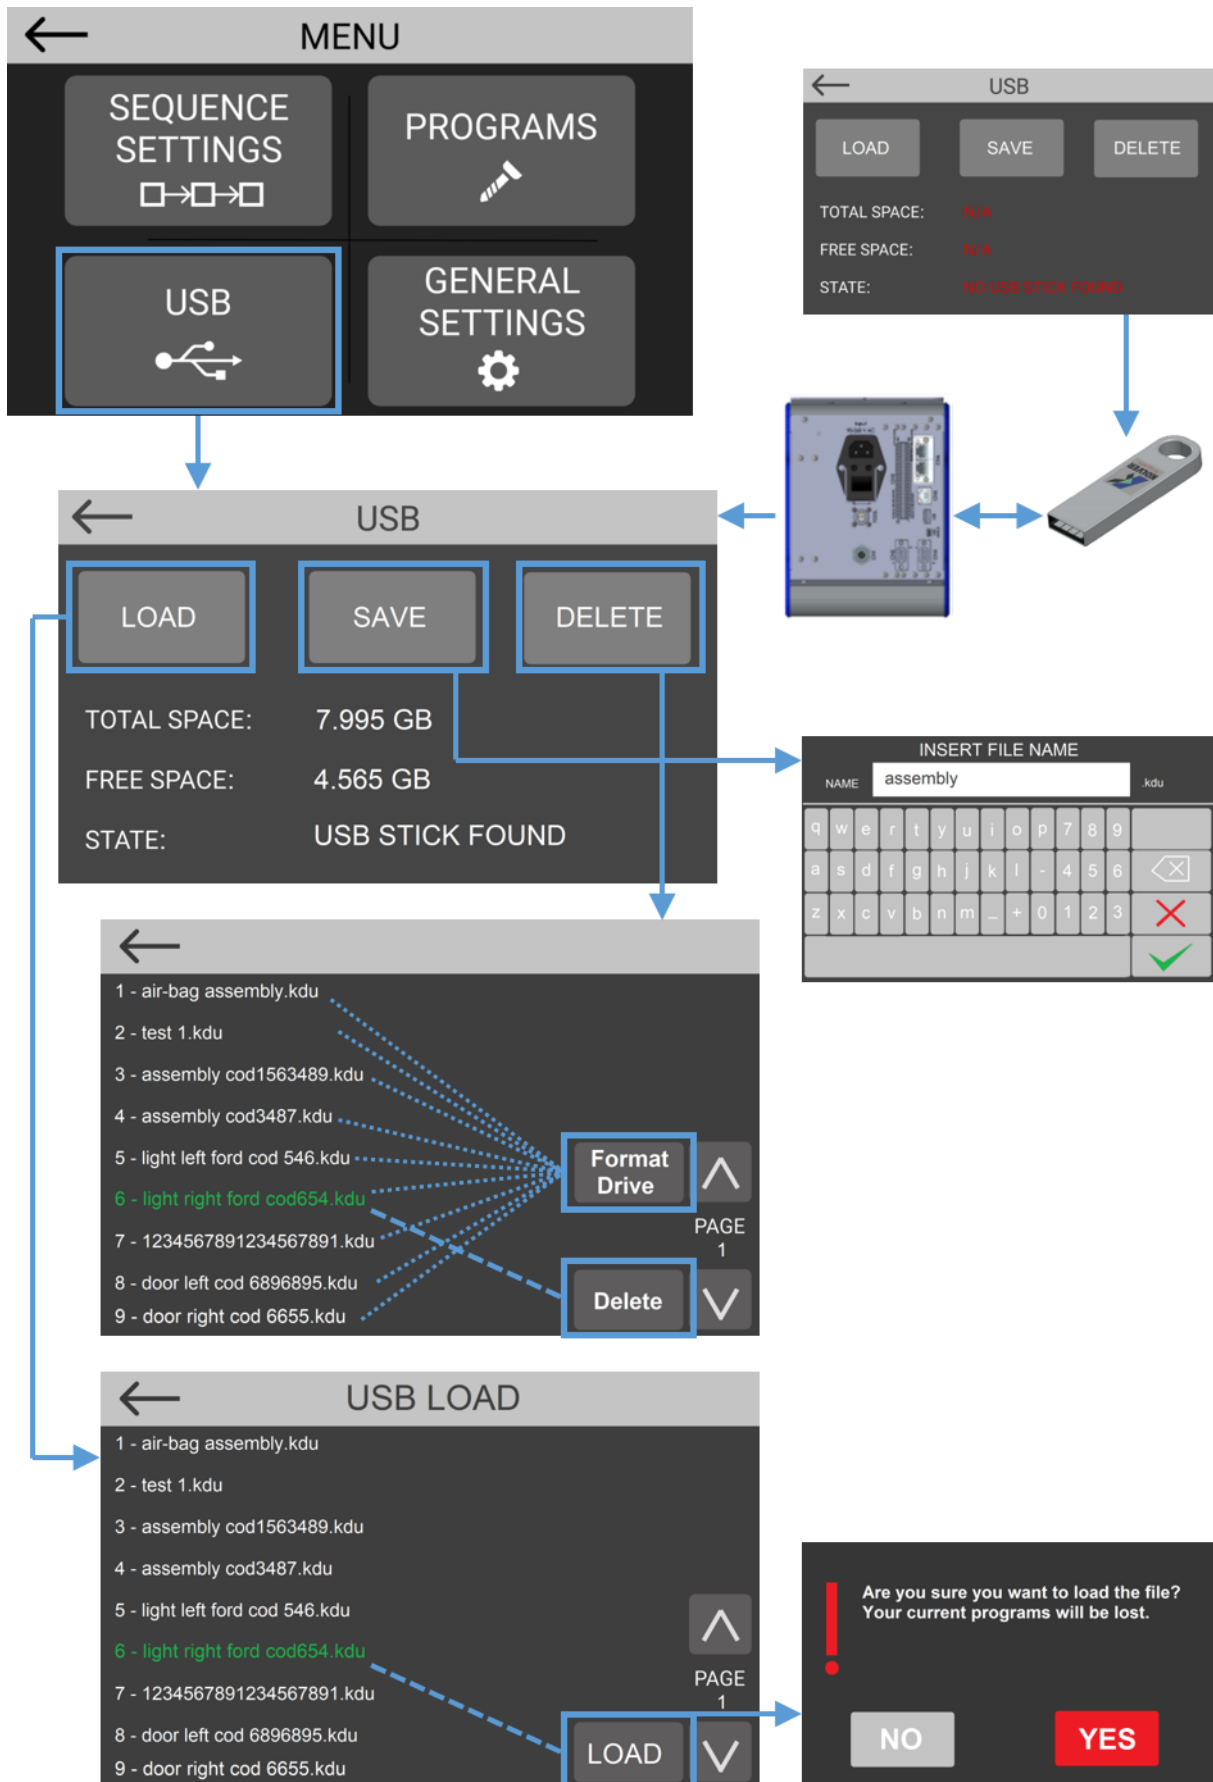 MENU
SEQUENCE
SETTINGS
PROGRAMS
USB
GENERAL
SETTINGS
USB
LOAD
SAVE
DELETE
TOTAL SPACE:
N/A
FREE SPACE:
N/A
STATE:
NO USB STICK FOUND
KOLVER
USB
LOAD
SAVE
DELETE
TOTAL SPACE:
7.995 GB
FREE SPACE:
4.565 GB
STATE:
USB STICK FOUND
INSERT FILE NAME
NAME
assembly
.kdu
q w e r t y u i o p 7 8 9
a s d f g h j k l - 4 5 6
z x c v b n m _ + 0 1 2 3
1 - air-bag assembly.kdu
2 - test 1.kdu
3 - assembly cod1563489.kdu
4 - assembly cod3487.kdu
5 - light left ford cod 546.kdu
6 - light right ford cod654.kdu
7 - 1234567891234567891.kdu
8 - door left cod 6896895.kdu
9 - door right cod 6655.kdu
Format
Drive
PAGE
1
Delete
USB LOAD
1 - air-bag assembly.kdu
2 - test 1.kdu
3 - assembly cod1563489.kdu
4 - assembly cod3487.kdu
5 - light left ford cod 546.kdu
6 - light right ford cod654.kdu
7 - 1234567891234567891.kdu
8 - door left cod 6896895.kdu
9 - door right cod 6655.kdu
PAGE
1
LOAD
Are you sure you want to load the file?
Your current programs will be lost.
NO
YES